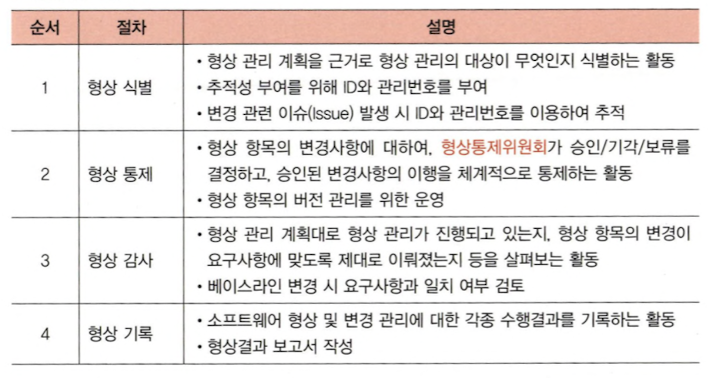 순서 절차 설명
1 형상 식별
• 형상 관리 계획을 근거로 형상 관리의 대상이 무엇인지 식별하는 활동
• 추적성 부여를 위해 ID와 관리번호를 부여
• 변경 관련 이슈(Issue) 발생 시 ID와 관리번호를 이용하여 추적
2 형상 통제
• 형상 항목의 변경사항에 대하여, 형상통제위원회가 승인/기각/보류를
결정하고, 승인된 변경사항의 이행을 체계적으로 통제하는 활동
• 형상 항목의 버전 관리를 위한 운영
3 형상 감사
• 형상 관리 계획대로 형상 관리가 진행되고 있는지, 형상 항목의 변경이
요구사항에 맞도록 제대로 이뤄졌는지 등을 살펴보는 활동
• 베이스라인 변경 시 요구사항과 일치 여부 검토
4 형상 기록
• 소프트웨어 형상 및 변경 관리에 대한 각종 수행결과를 기록하는 활동
• 형상결과 보고서 작성